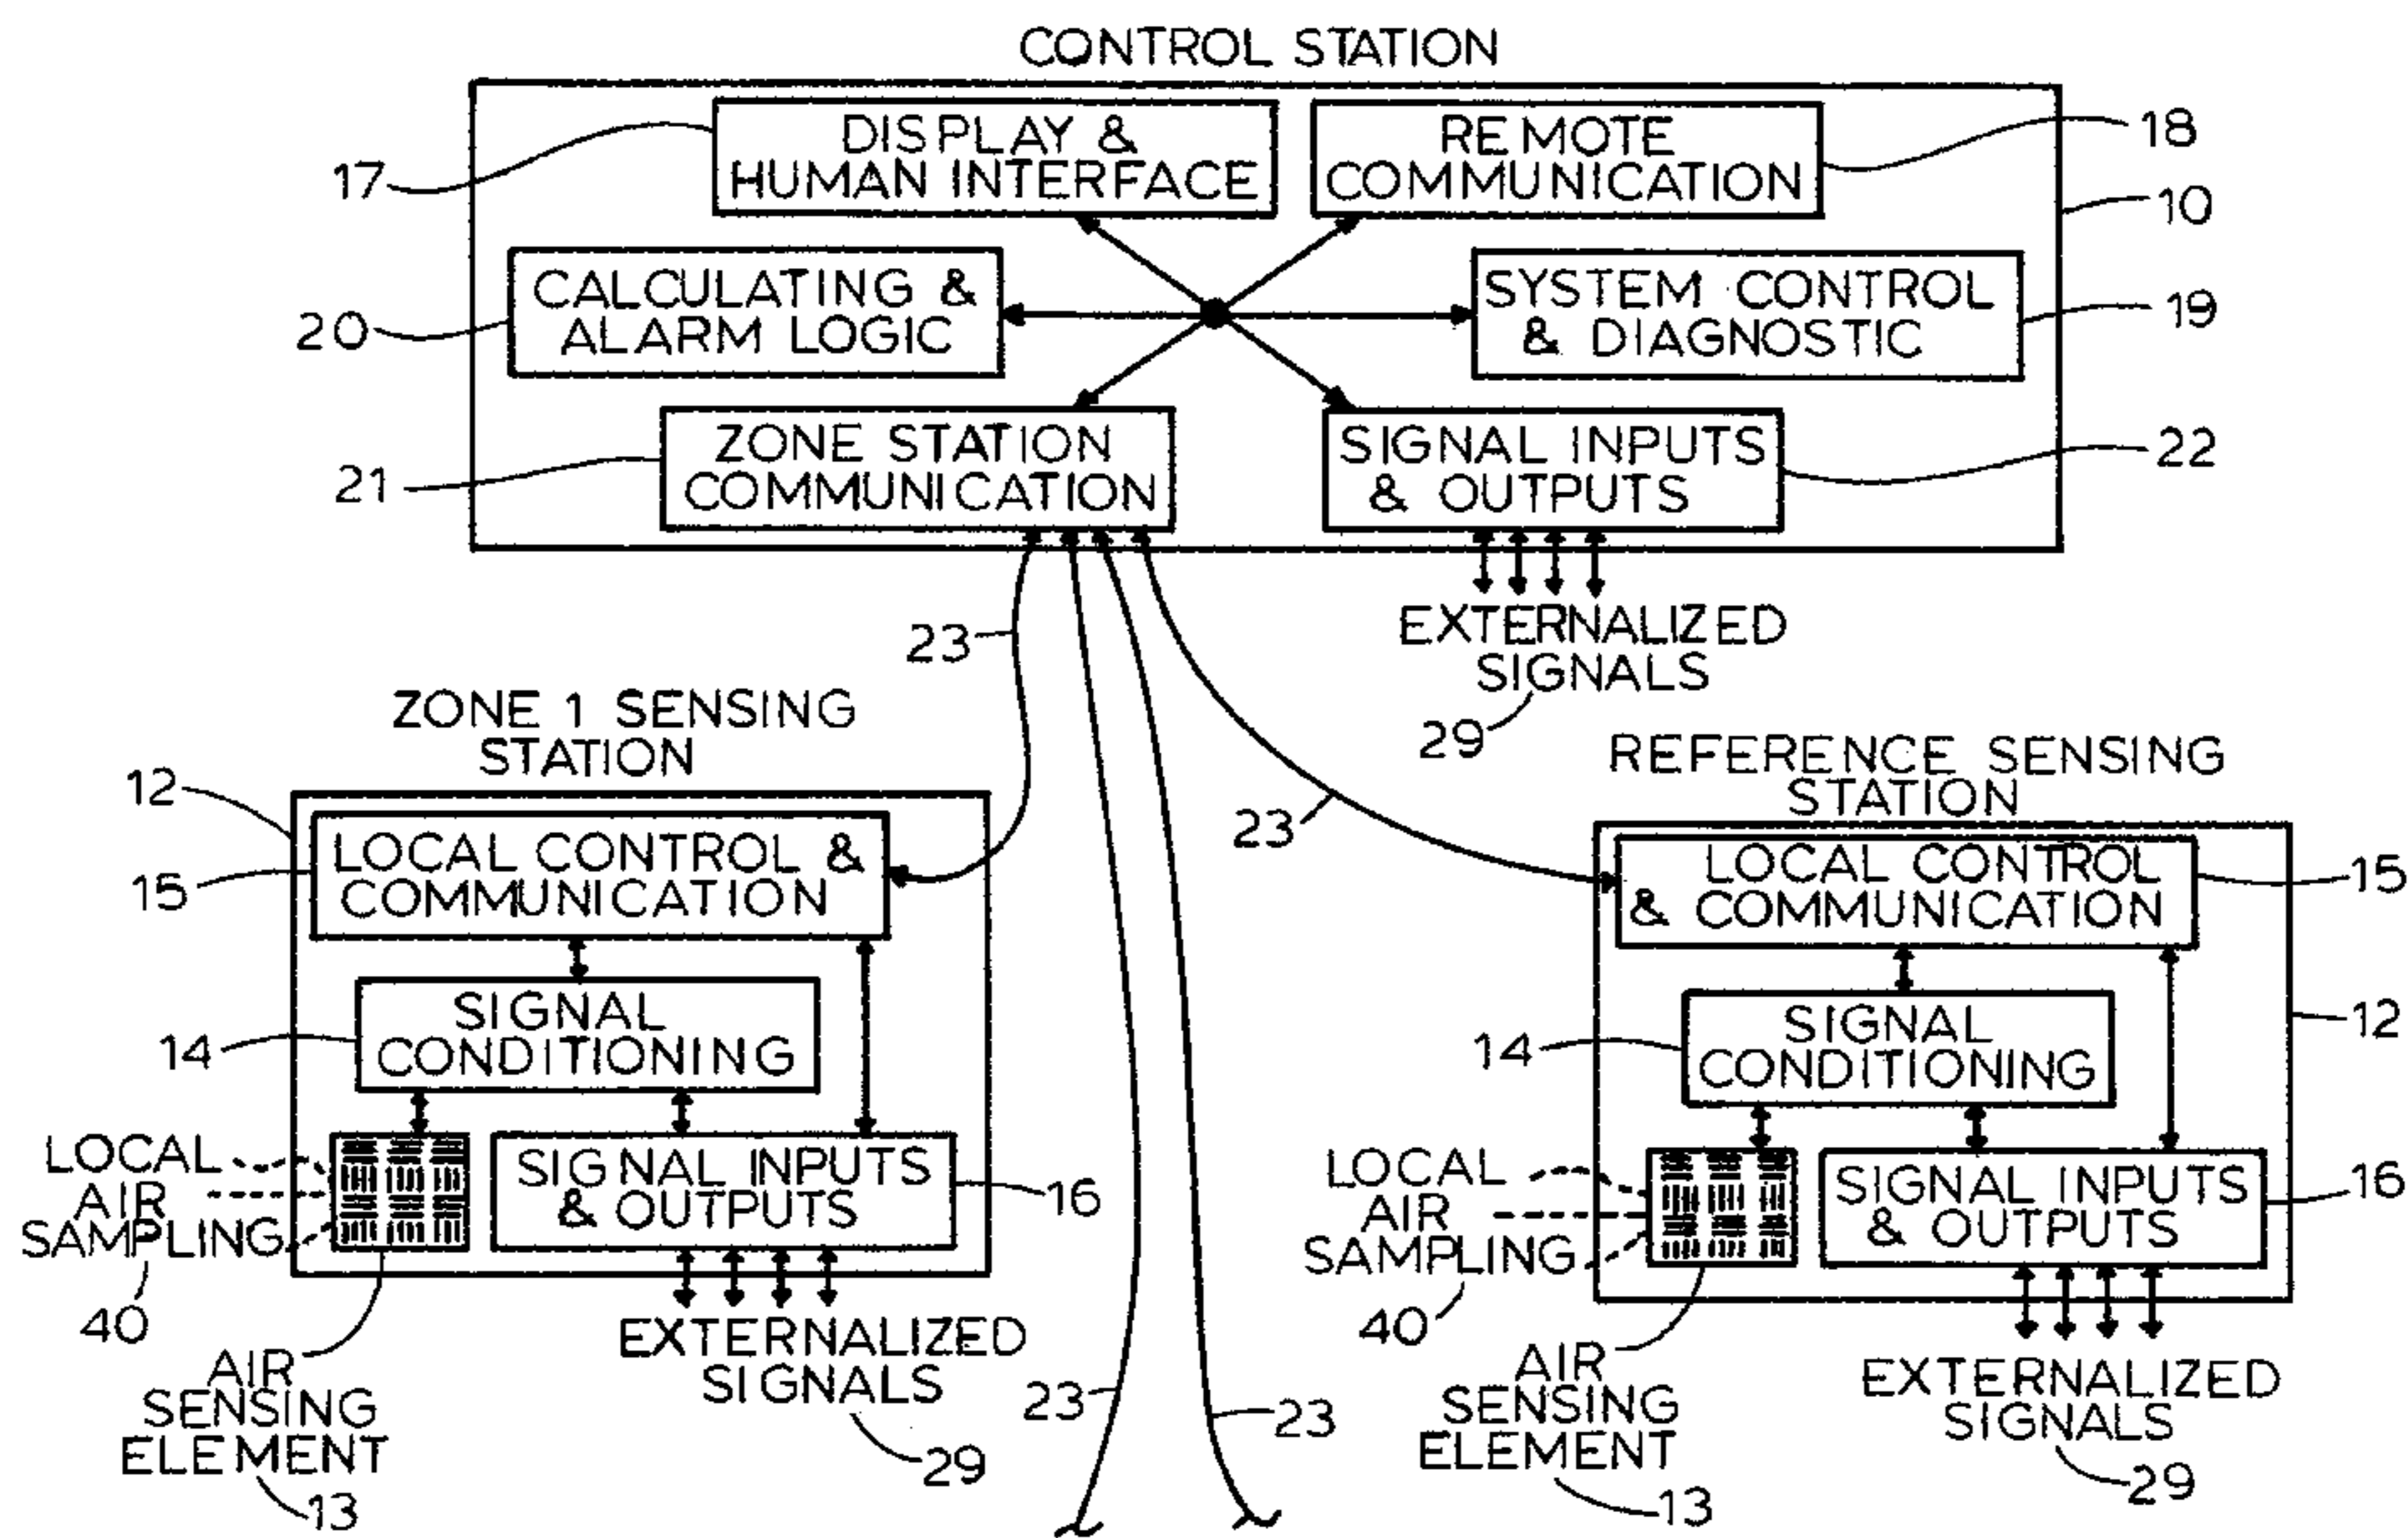 CONTROL STATION
DISPLAY &
HUMAN INTERFACE
17
REMOTE
COMMUNICATION
18
10
CALCULATING &
ALARM LOGIC
20
SYSTEM CONTROL
& DIAGNOSTIC
19
ZONE STATION
COMMUNICATION
21
SIGNAL INPUTS
& OUTPUTS
22
EXTERNALIZED
SIGNALS
29
23
23
ZONE 1 SENSING
STATION
12
LOCAL CONTROL &
COMMUNICATION
15
SIGNAL
CONDITIONING
14
LOCAL
AIR
SAMPLING
40
SIGNAL INPUTS
& OUTPUTS
16
AIR
SENSING
ELEMENT
13
EXTERNALIZED
SIGNALS
29
23
23
REFERENCE SENSING
STATION
LOCAL CONTROL
& COMMUNICATION
15
12
SIGNAL
CONDITIONING
14
LOCAL
AIR
SAMPLING
40
SIGNAL INPUTS
& OUTPUTS
16
AIR
SENSING
ELEMENT
13
EXTERNALIZED
SIGNALS
29